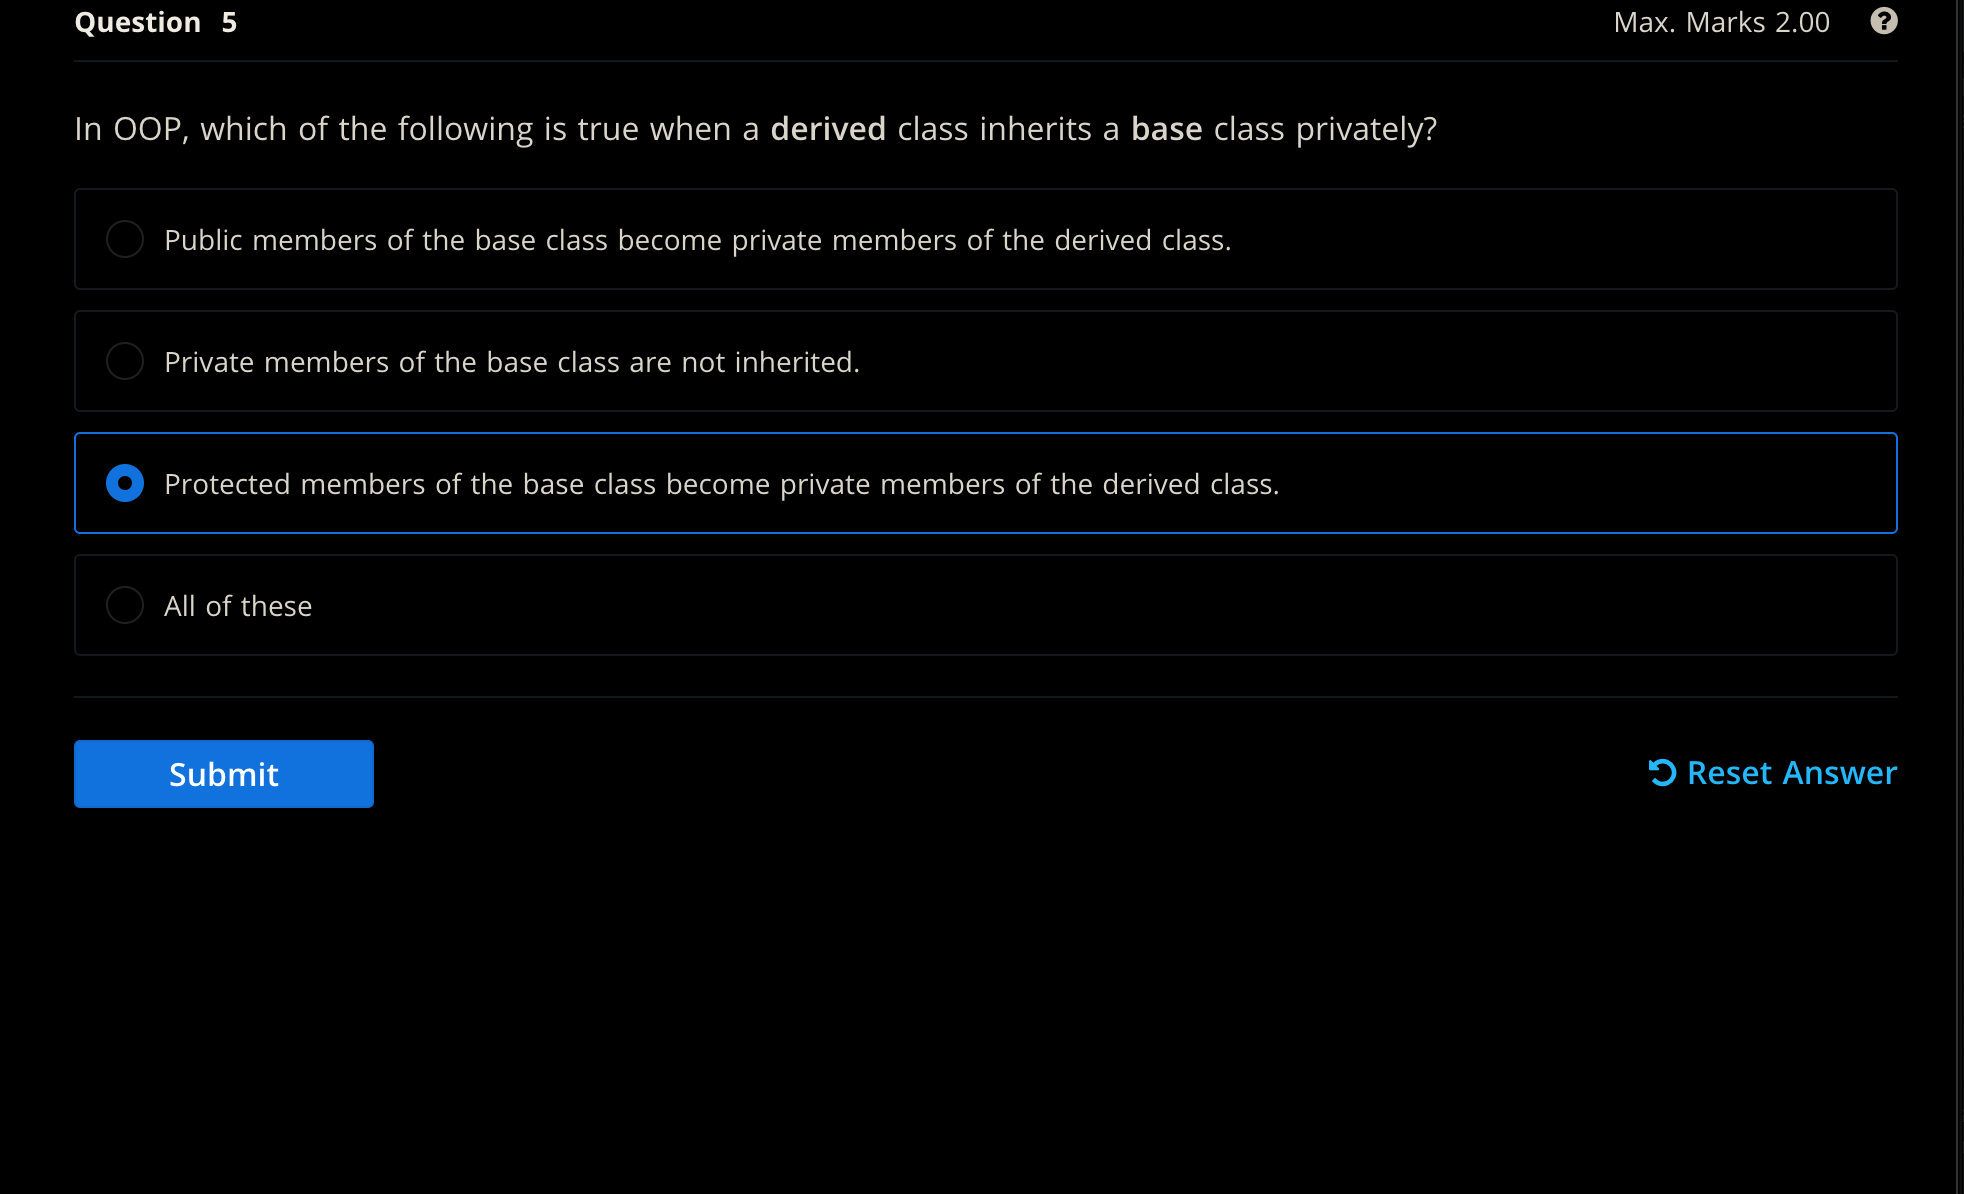 Question 5
Max. Marks 2.00
In OOP, which of the following is true when a derived class inherits a base class privately?
Public members of the base class become private members of the derived class.
Private members of the base class are not inherited.
Protected members of the base class become private members of the derived class.
All of these
Submit
Reset Answer